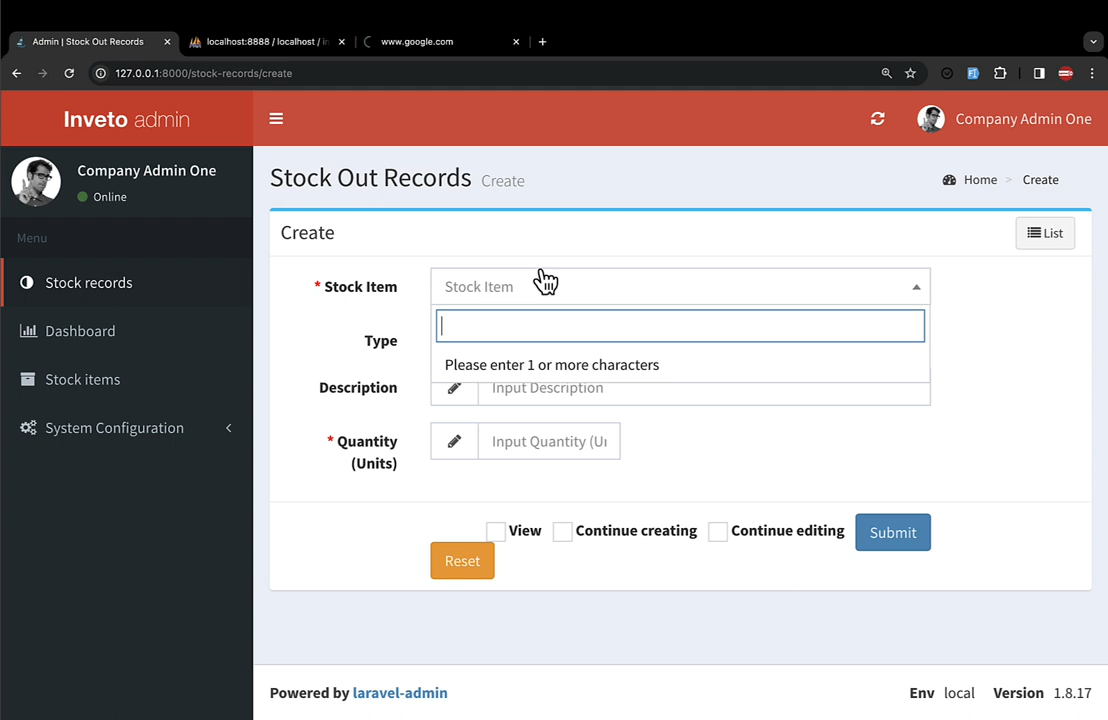 Admin | Stock Out Records
localhost:8888 / localhost / in
www.google.com
127.0.0.1:8000/stock-records/create
Inveto admin
Company Admin One
Company Admin One
Online
Menu
Stock records
Dashboard
Stock items
System Configuration
Stock Out Records Create
Home > Create
Create
List
* Stock Item
Stock Item
Please enter 1 or more characters
Type
Description
Input Description
* Quantity
(Units)
Input Quantity (Ur
View
Continue creating
Continue editing
Submit
Reset
Powered by laravel-admin
Env local Version 1.8.17